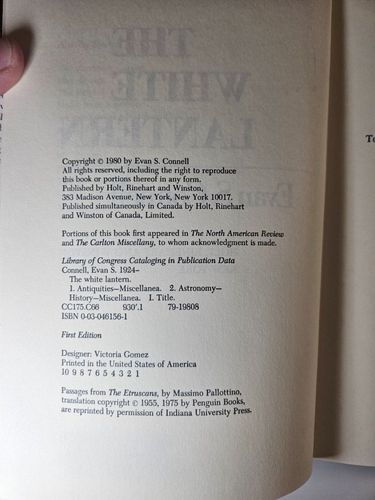 Copyright © 1980 by Evan S. Connell
All rights reserved, including the right to reproduce
this book or portions thereof in any form.
Published by Holt, Rinehart and Winston,
383 Madison Avenue, New York, New York 10017.
Published simultaneously in Canada by Holt, Rinehart
and Winston of Canada, Limited.
Portions of this book first appeared in The North American Review
and The Carlton Miscellany, to whom acknowledgment is made.
Library of Congress Cataloging in Publication Data
Connell, Evan S. 1924–
The white lantern.
1. Antiquities—Miscellanea. 2. Astronomy—
History—Miscellanea. I. Title.
CC175.C66 930'.1 79-19808
ISBN 0-03-046156-1
First Edition
Designer: Victoria Gomez
Printed in the United States of America
10 9 8 7 6 5 4 3 2 1
Passages from The Etruscans, by Massimo Pallottino,
translation copyright © 1955, 1975 by Penguin Books,
are reprinted by permission of Indiana University Press.
THE
WHITE
LANTERN
Evan